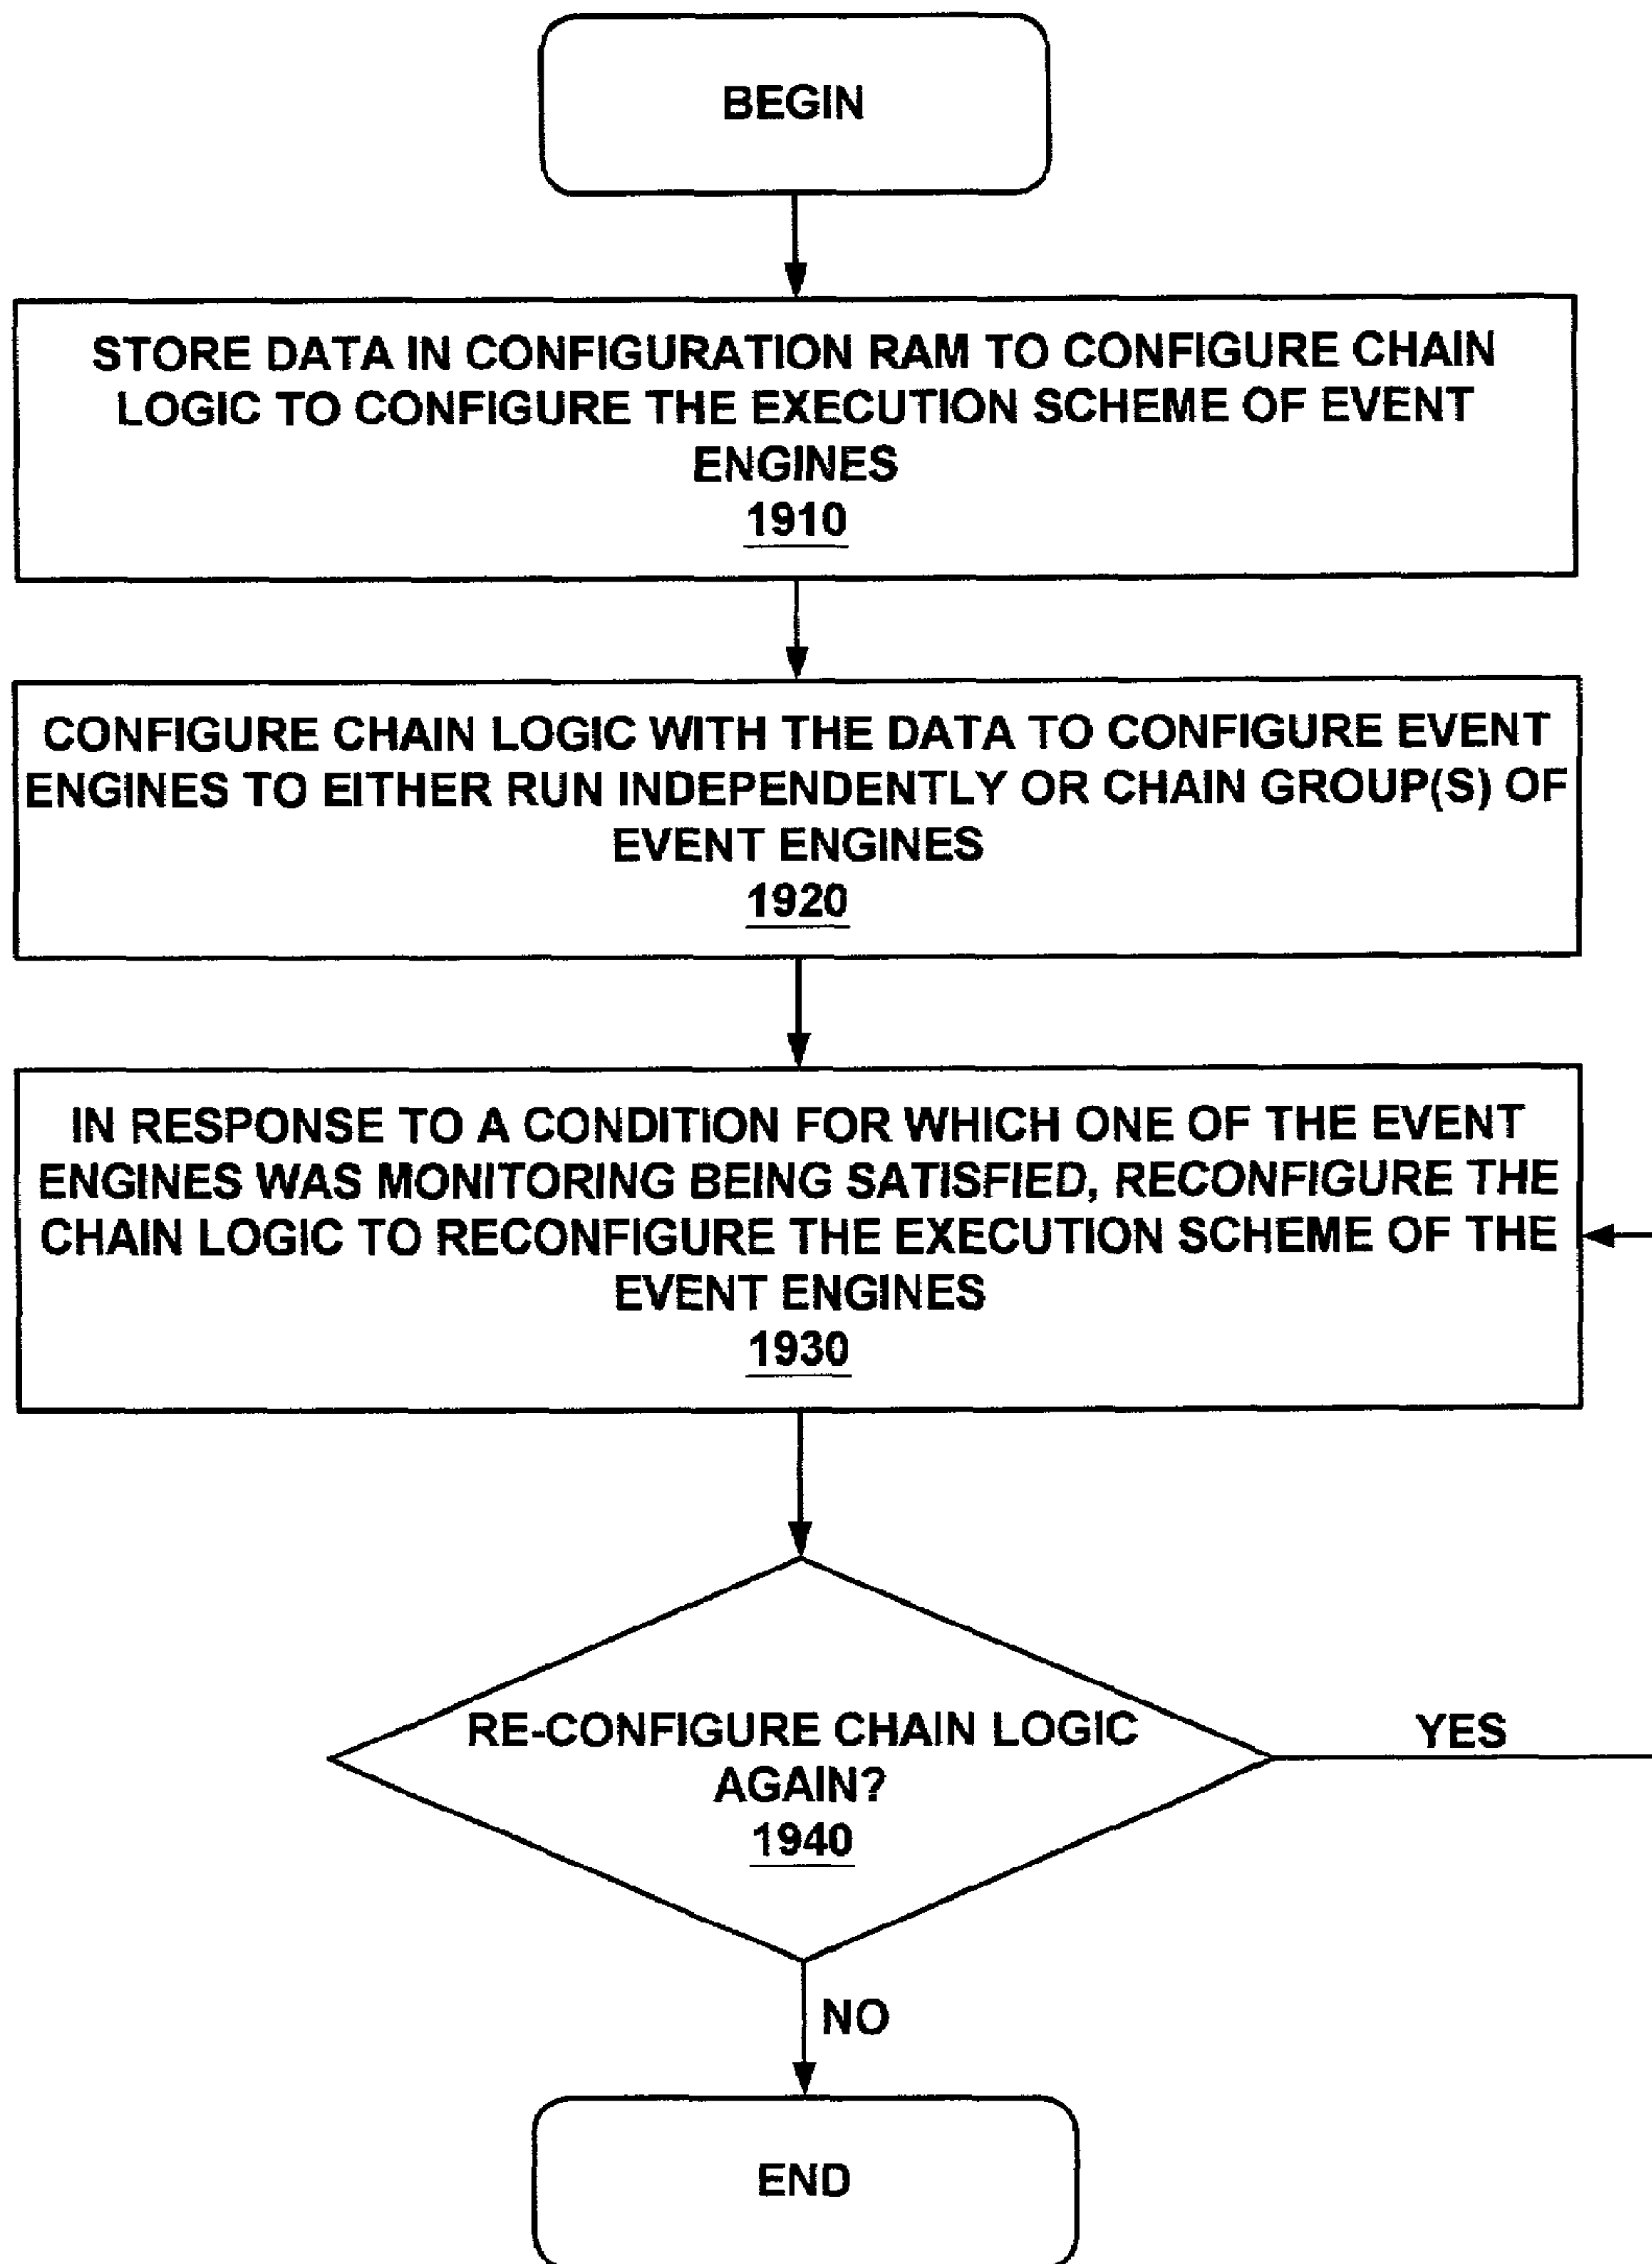 BEGIN
STORE DATA IN CONFIGURATION RAM TO CONFIGURE CHAIN
LOGIC TO CONFIGURE THE EXECUTION SCHEME OF EVENT
ENGINES
1910
CONFIGURE CHAIN LOGIC WITH THE DATA TO CONFIGURE EVENT
ENGINES TO EITHER RUN INDEPENDENTLY OR CHAIN GROUP(S) OF
EVENT ENGINES
1920
IN RESPONSE TO A CONDITION FOR WHICH ONE OF THE EVENT
ENGINES WAS MONITORING BEING SATISFIED, RECONFIGURE THE
CHAIN LOGIC TO RECONFIGURE THE EXECUTION SCHEME OF THE
EVENT ENGINES
1930
RE-CONFIGURE CHAIN LOGIC
AGAIN?
1940
YES
NO
END